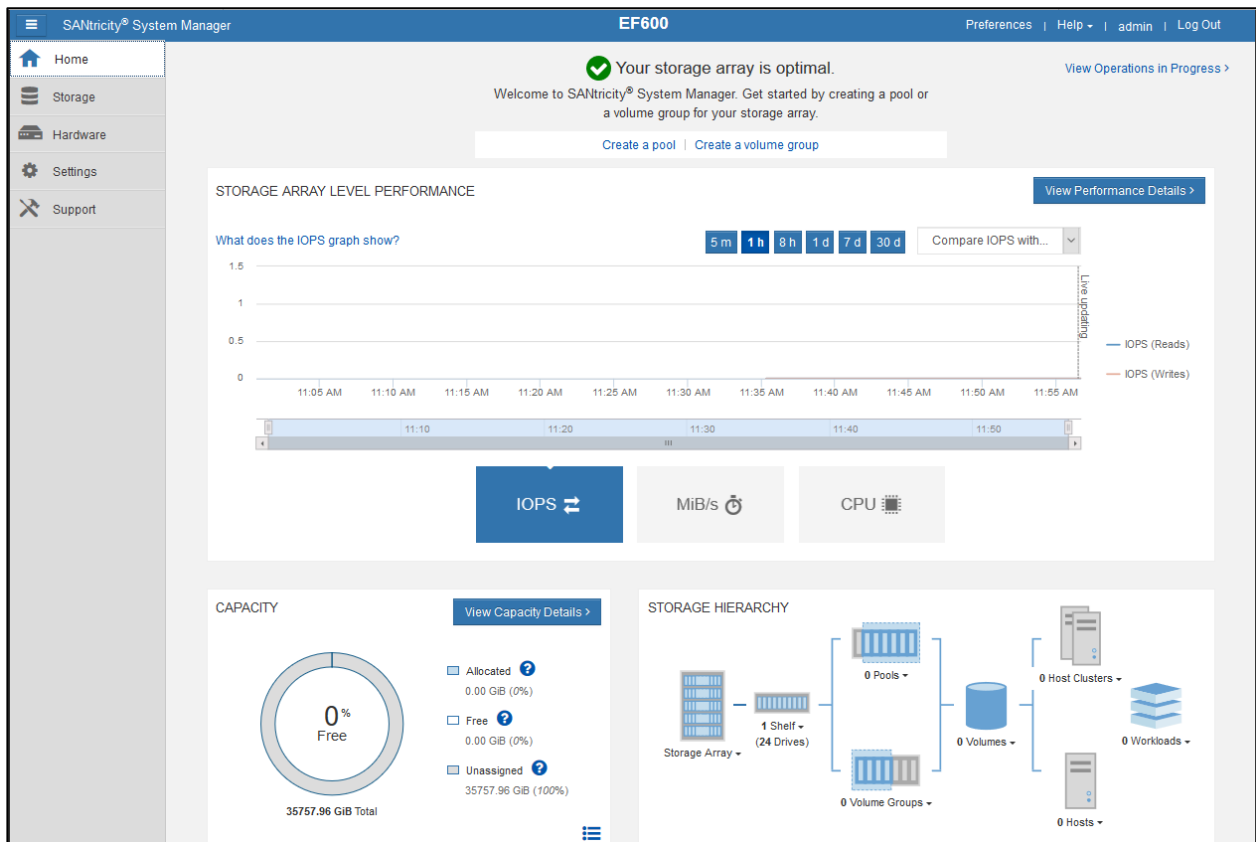 SANtricity® System Manager
EF600
Preferences | Help | admin | Log Out
Home
Storage
Hardware
Settings
Support
Your storage array is optimal.
View Operations in Progress >
Welcome to SANtricity® System Manager. Get started by creating a pool or
a volume group for your storage array.
Create a pool | Create a volume group
STORAGE ARRAY LEVEL PERFORMANCE
View Performance Details >
What does the IOPS graph show?
5 m 1 h 8 h 1 d 7 d 30 d
Compare IOPS with...
1.5
1
0.5
0
Live updating
IOPS (Reads)
IOPS (Writes)
11:05 AM 11:10 AM 11:15 AM 11:20 AM 11:25 AM 11:30 AM 11:35 AM 11:40 AM 11:45 AM 11:50 AM 11:55 AM
11:10 11:20 11:30 11:40 11:50
IOPS
MiB/s
CPU
CAPACITY
View Capacity Details >
0%
Free
35757.96 GiB Total
Allocated ?
0.00 GiB (0%)
Free ?
0.00 GiB (0%)
Unassigned ?
35757.96 GiB (100%)
STORAGE HIERARCHY
Storage Array
1 Shelf
(24 Drives)
0 Pools
0 Volume Groups
0 Volumes
0 Host Clusters
0 Hosts
0 Workloads